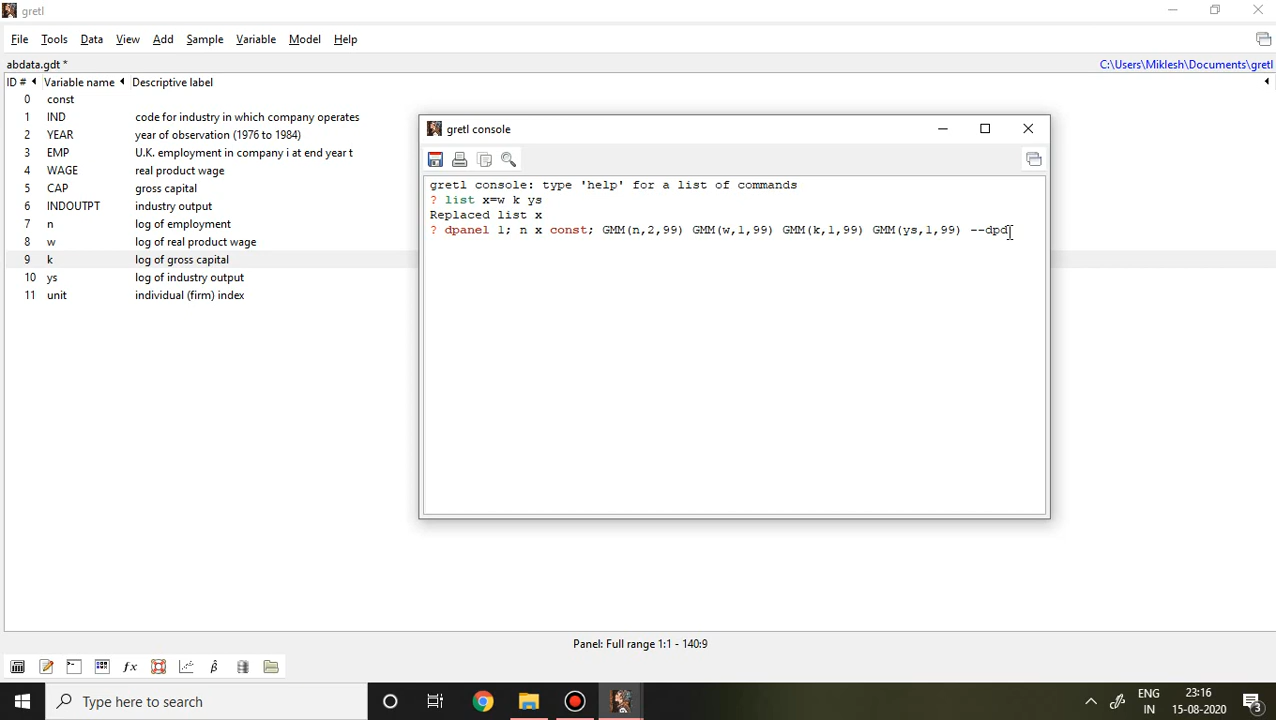 gretl
File Tools Data View Add Sample Variable Model Help
abdata.gdt *
C:\Users\Miklesh\Documents\gretl
ID # Variable name Descriptive label
0 const
1 IND code for industry in which company operates
2 YEAR year of observation (1976 to 1984)
3 EMP U.K. employment in company i at end year t
4 WAGE real product wage
5 CAP gross capital
6 INDOUTPT industry output
7 n log of employment
8 w log of real product wage
9 k log of gross capital
10 ys log of industry output
11 unit individual (firm) index
gretl console
gretl console: type 'help' for a list of commands
? list x=w k ys
Replaced list x
? dpanel 1; n x const; GMM(n,2,99) GMM(w,1,99) GMM(k,1,99) GMM(ys,1,99) --dpd
Panel: Full range 1:1 - 140:9
fx
β
Type here to search
ENG
IN
23:16
15-08-2020
3